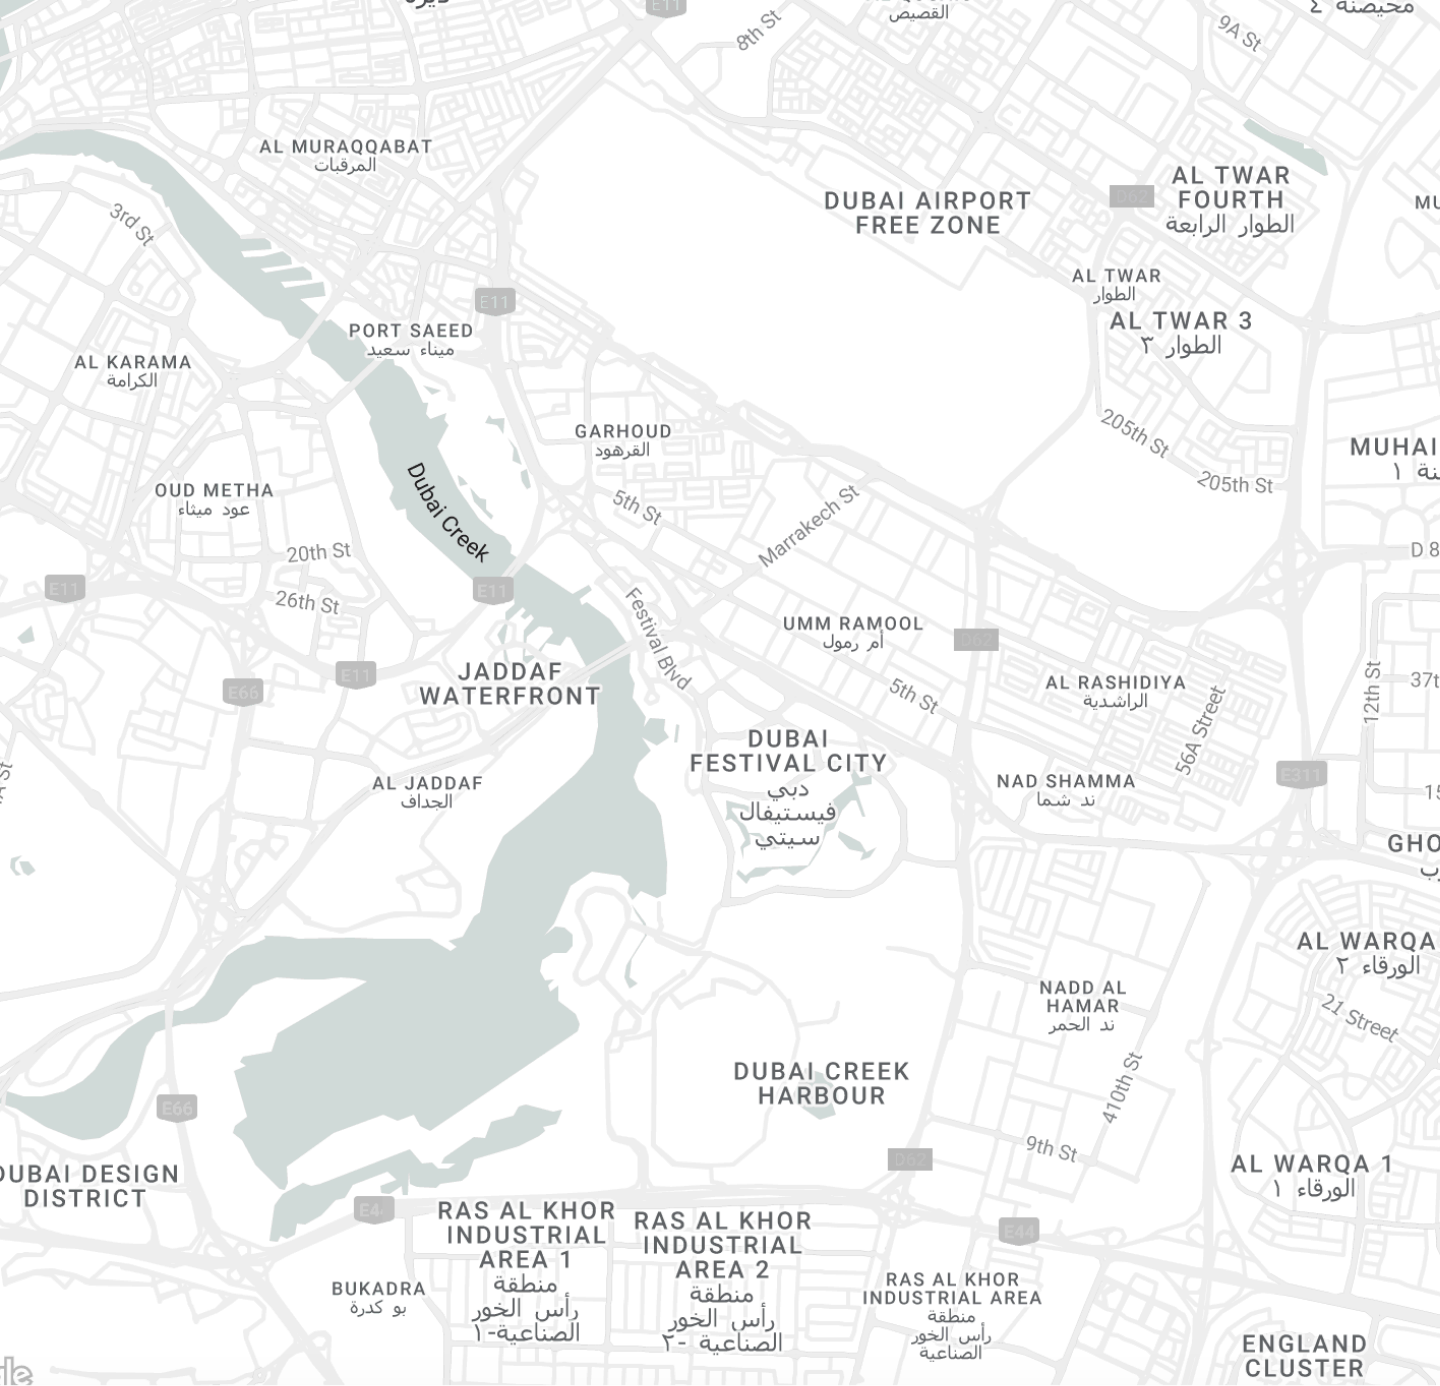 E11
8th St
القصيص
محيصنة ٤
9A St
AL MURAQQABAT
المرقبات
3rd St
DUBAI AIRPORT
FREE ZONE
D62
AL TWAR
FOURTH
الطوار الرابعة
AL TWAR
الطوار
AL TWAR 3
الطوار ٣
E11
PORT SAEED
ميناء سعيد
AL KARAMA
الكرامة
GARHOUD
القرهود
205th St
205th St
OUD METHA
عود ميثاء
Dubai Creek
5th St
Marrakech St
20th St
26th St
E11
E11
E11
E66
Festival Blvd
UMM RAMOOL
أم رمول
D62
JADDAF
WATERFRONT
5th St
AL RASHIDIYA
الراشدية
56A Street
12th St
DUBAI
FESTIVAL CITY
دبي
فيستيفال
سيتي
AL JADDAF
الجداف
NAD SHAMMA
ند شما
E311
AL WARQA
الورقاء ٢
21 Street
NADD AL
HAMAR
ند الحمر
DUBAI CREEK
HARBOUR
410th St
9th St
E66
D62
DUBAI DESIGN
DISTRICT
AL WARQA 1
الورقاء ١
E44
E44
RAS AL KHOR
INDUSTRIAL
AREA 1
منطقة
رأس الخور
الصناعية-١
RAS AL KHOR
INDUSTRIAL
AREA 2
منطقة
رأس الخور
الصناعية -٢
BUKADRA
بو كدرة
RAS AL KHOR
INDUSTRIAL AREA
منطقة
رأس الخور
الصناعية
ENGLAND
CLUSTER